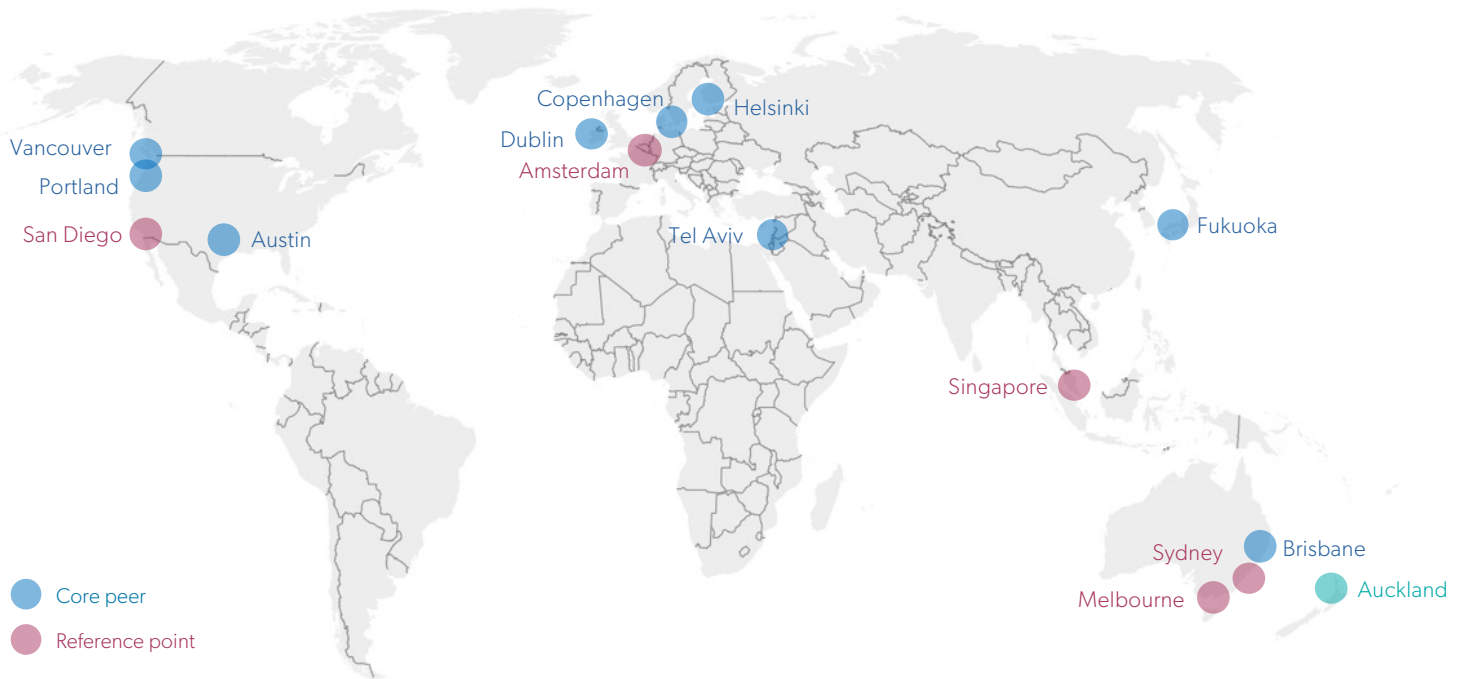 Copenhagen
Helsinki
Dublin
Vancouver
Amsterdam
Portland
San Diego
Austin
Tel Aviv
Fukuoka
Singapore
Sydney
Brisbane
Melbourne
Auckland
Core peer
Reference point